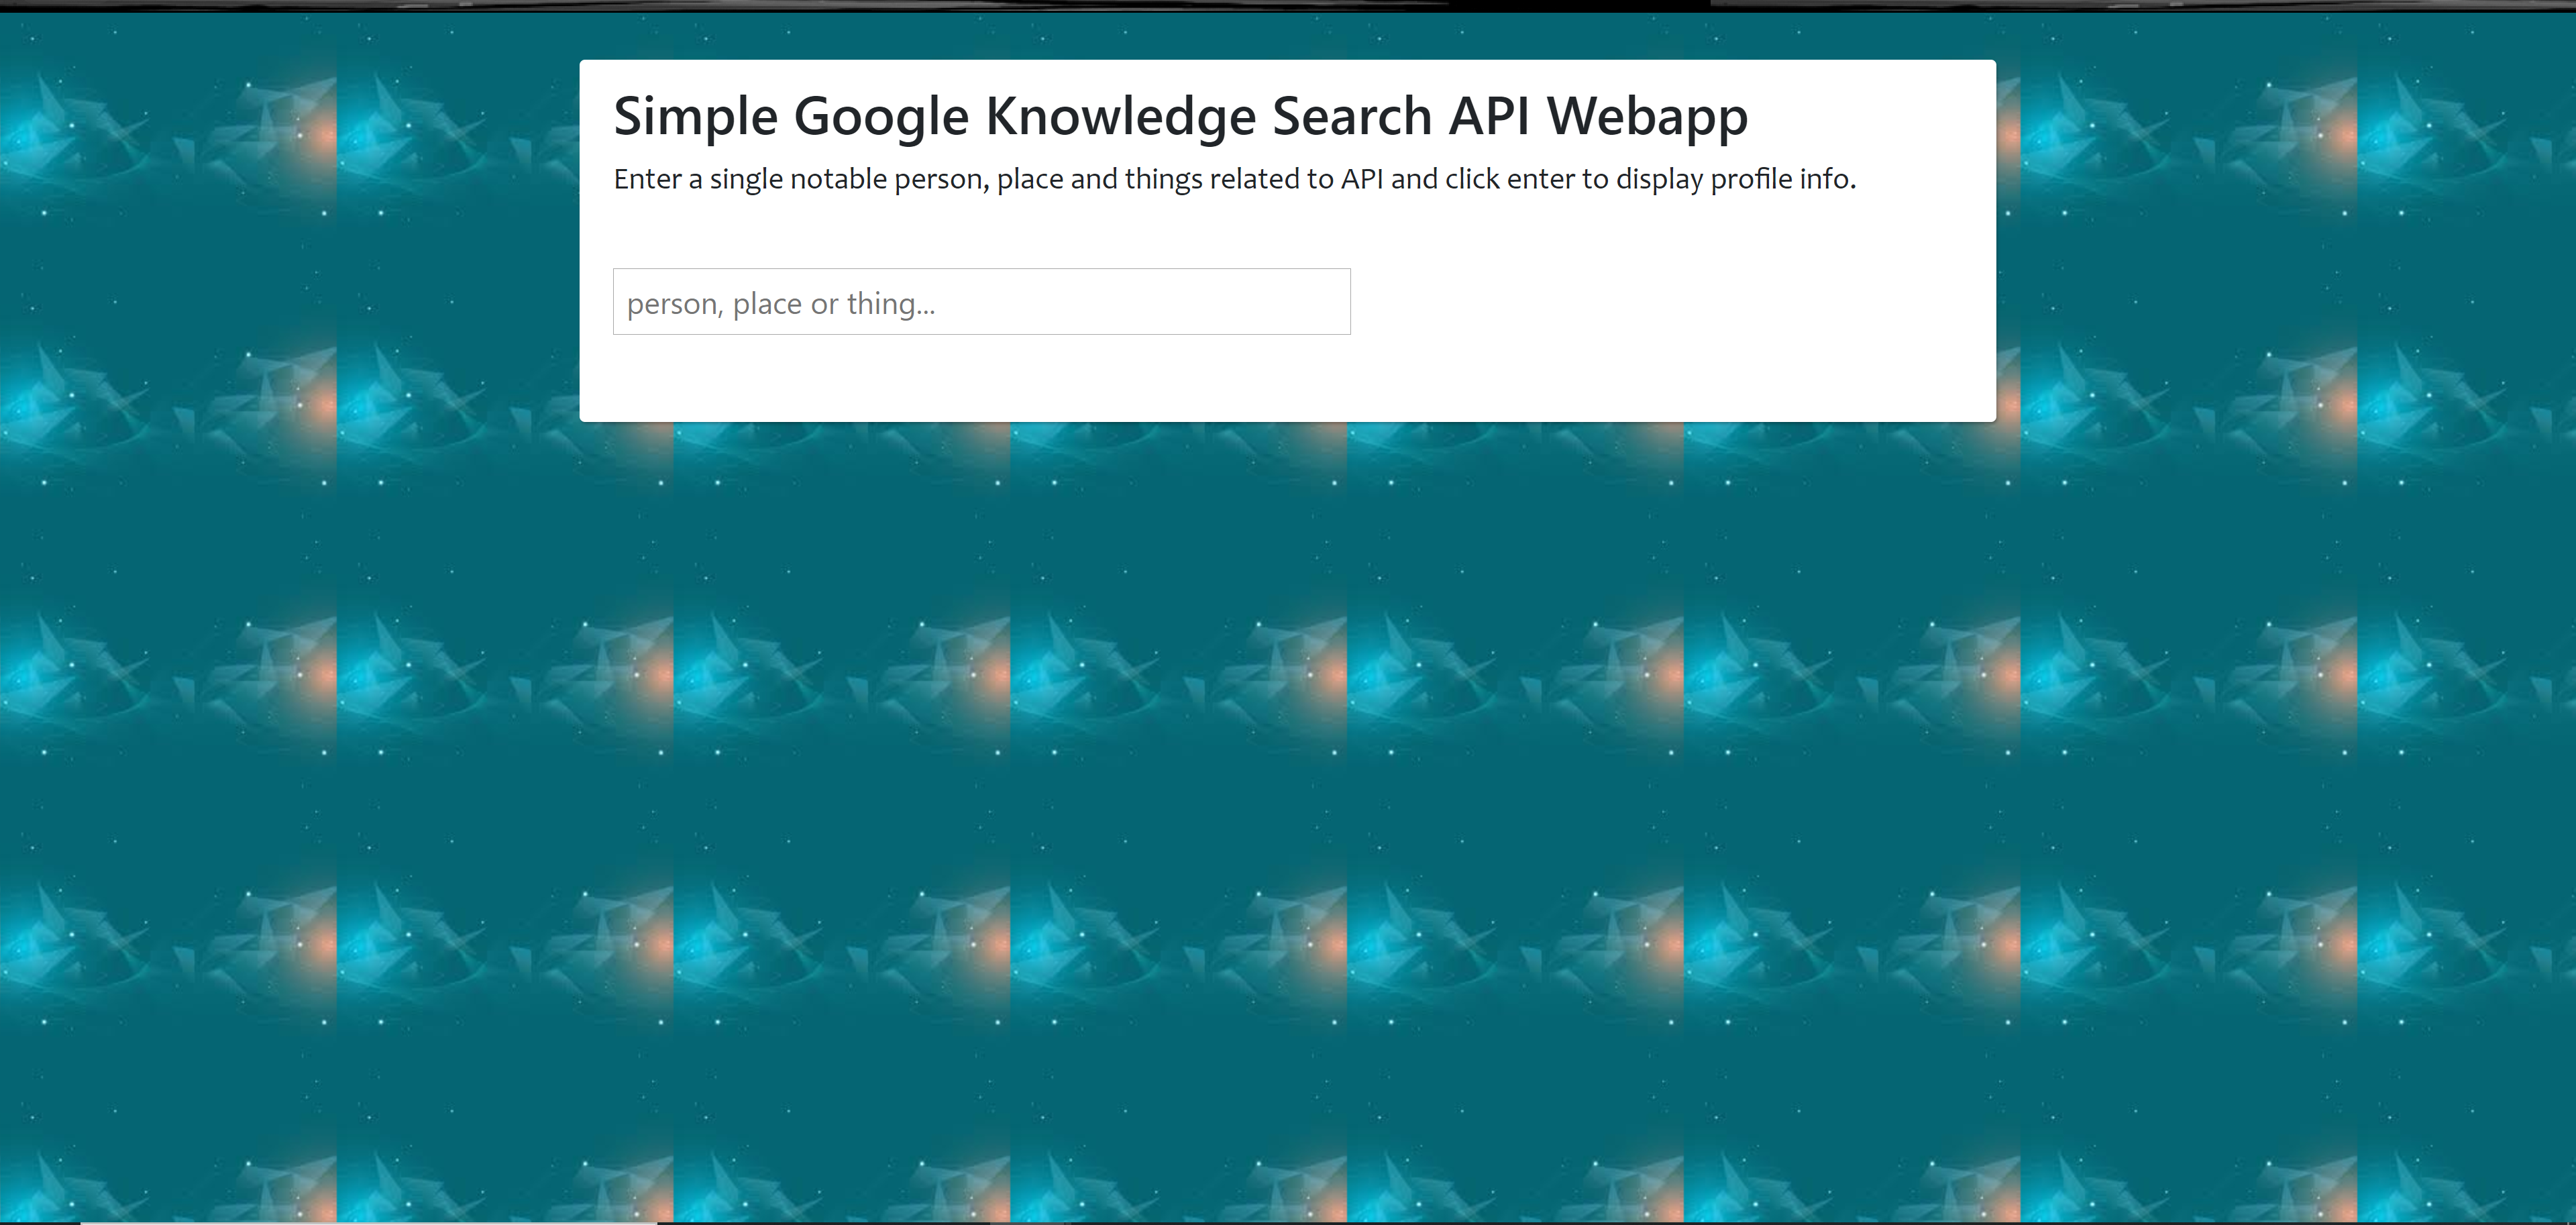 Simple Google Knowledge Search API Webapp
Enter a single notable person, place and things related to API and click enter to display profile info.
person, place or thing...